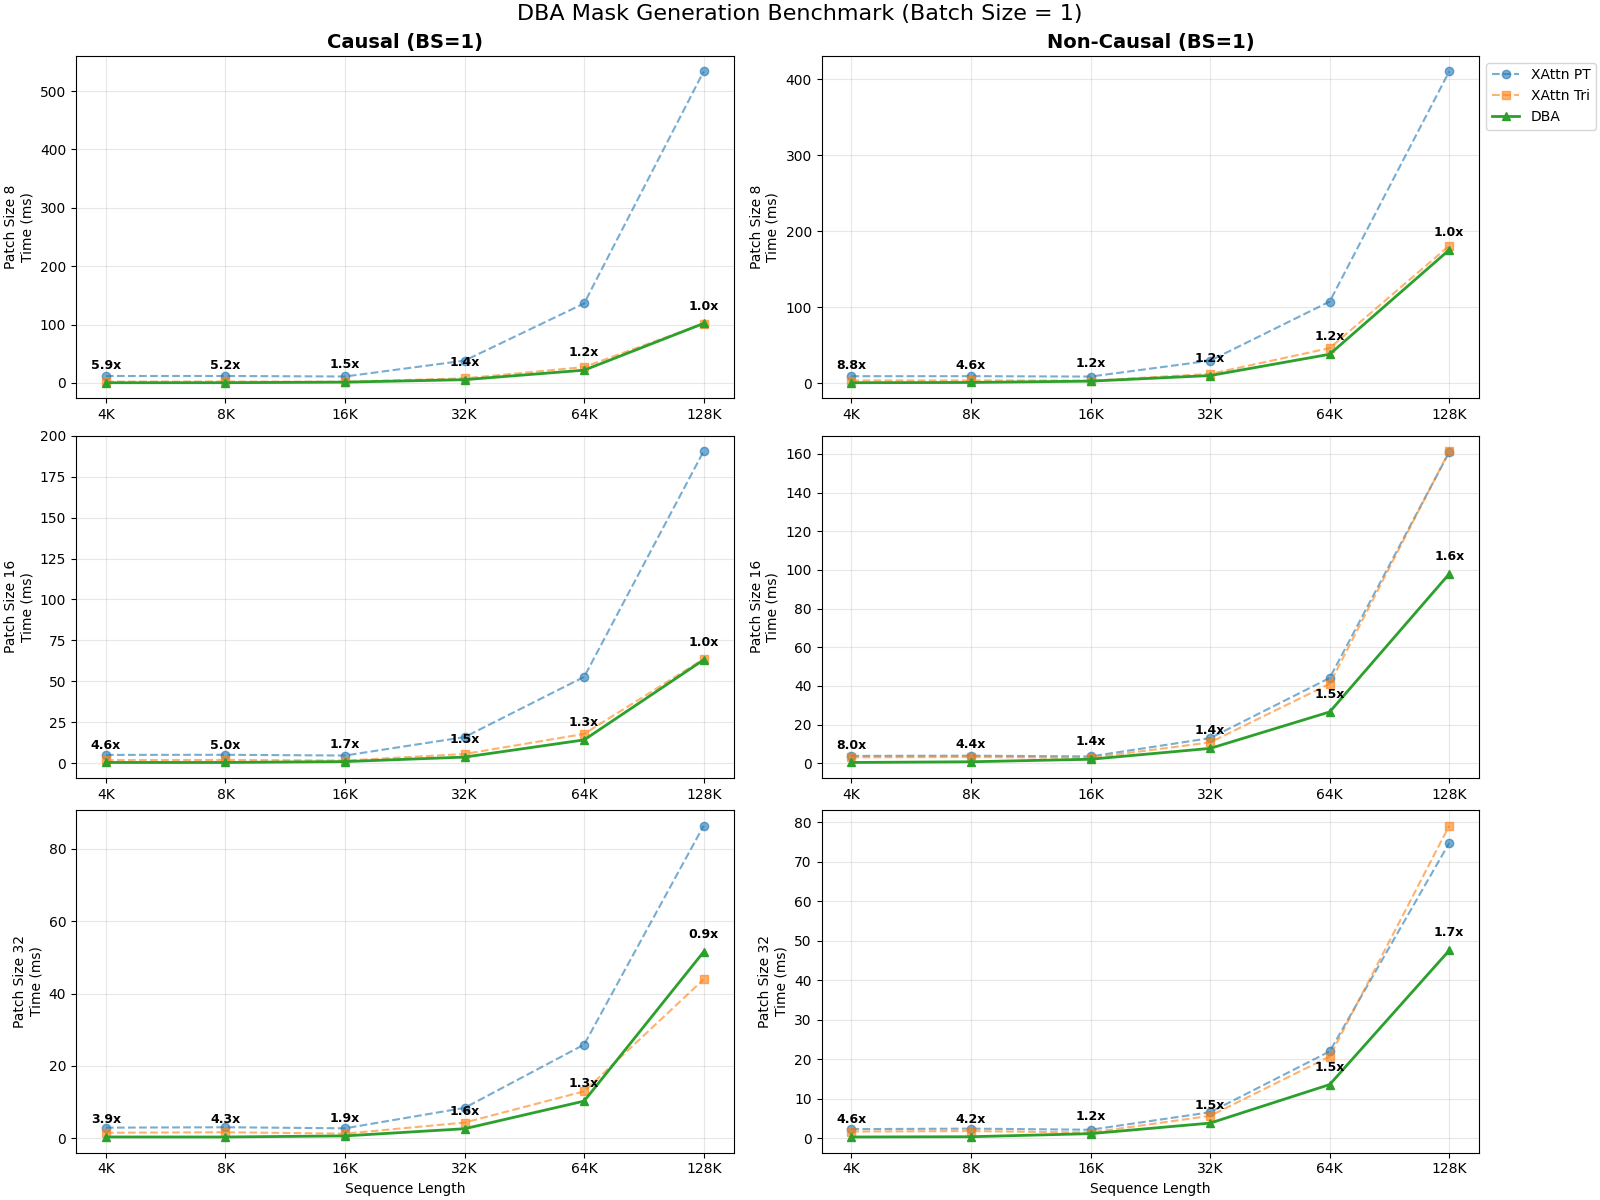 DBA Mask Generation Benchmark (Batch Size = 1)
Causal (BS=1)
Patch Size 8
Time (ms)
500
400
300
200
100
0
5.9x
5.2x
1.5x
1.4x
1.2x
1.0x
4K
8K
16K
32K
64K
128K
Non-Causal (BS=1)
Patch Size 8
Time (ms)
400
300
200
100
0
8.8x
4.6x
1.2x
1.2x
1.2x
1.0x
4K
8K
16K
32K
64K
128K
XAttn PT
XAttn Tri
DBA
Patch Size 16
Time (ms)
200
175
150
125
100
75
50
25
0
4.6x
5.0x
1.7x
1.5x
1.3x
1.0x
4K
8K
16K
32K
64K
128K
Patch Size 16
Time (ms)
160
140
120
100
80
60
40
20
0
8.0x
4.4x
1.4x
1.4x
1.5x
1.6x
4K
8K
16K
32K
64K
128K
Patch Size 32
Time (ms)
80
60
40
20
0
3.9x
4.3x
1.9x
1.6x
1.3x
0.9x
4K
8K
16K
32K
64K
128K
Sequence Length
Patch Size 32
Time (ms)
80
70
60
50
40
30
20
10
0
4.6x
4.2x
1.2x
1.5x
1.5x
1.7x
4K
8K
16K
32K
64K
128K
Sequence Length